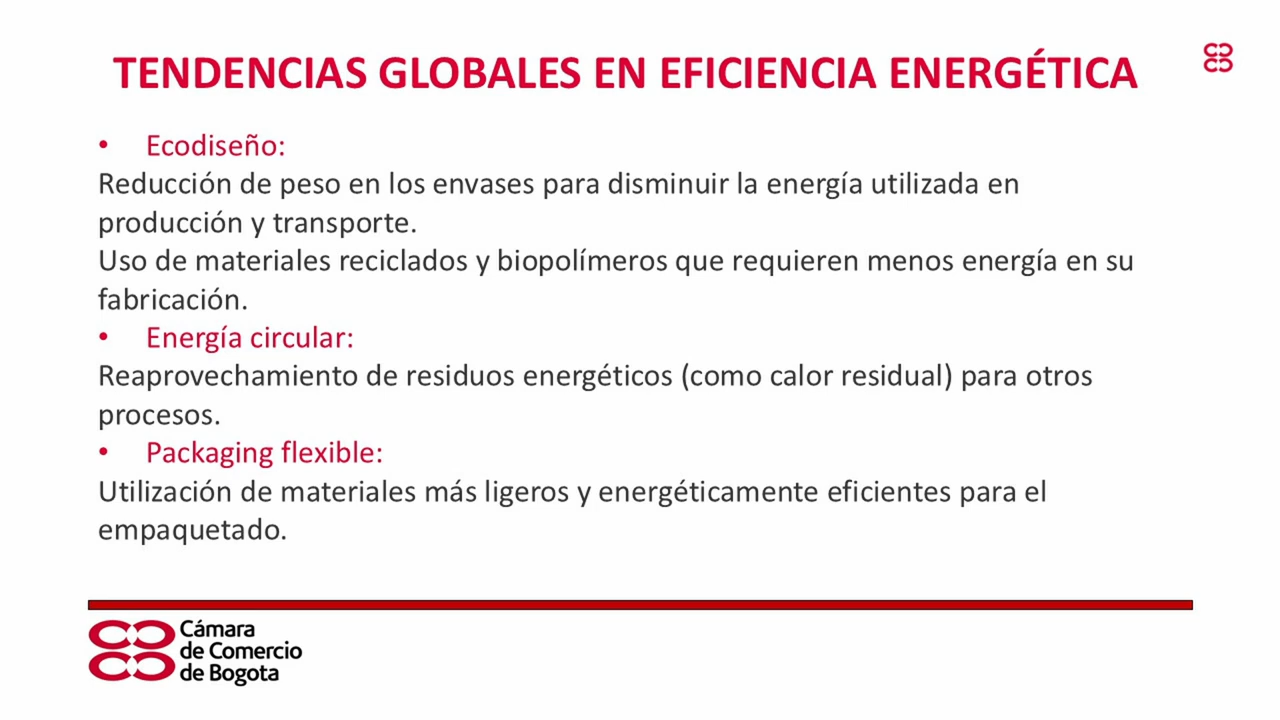 TENDENCIAS GLOBALES EN EFICIENCIA ENERGÉTICA
• Ecodiseño:
Reducción de peso en los envases para disminuir la energía utilizada en
producción y transporte.
Uso de materiales reciclados y biopolímeros que requieren menos energía en su
fabricación.
• Energía circular:
Reaprovechamiento de residuos energéticos (como calor residual) para otros
procesos.
• Packaging flexible:
Utilización de materiales más ligeros y energéticamente eficientes para el
empaquetado.
Cámara
de Comercio
de Bogota